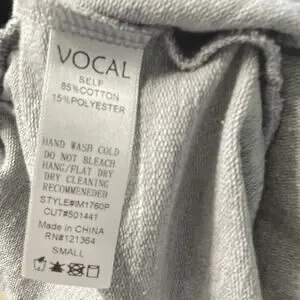 VOCAL
SELF
85%COTTON
15%POLYESTER
HAND WASH COLD
DO NOT BLEACH
HANG/FLAT DRY
DRY CLEANING
RECOMMENEDED
STYLE#IM1760P
CUT#501441
Made in CHINA
RN#121364
SMALL